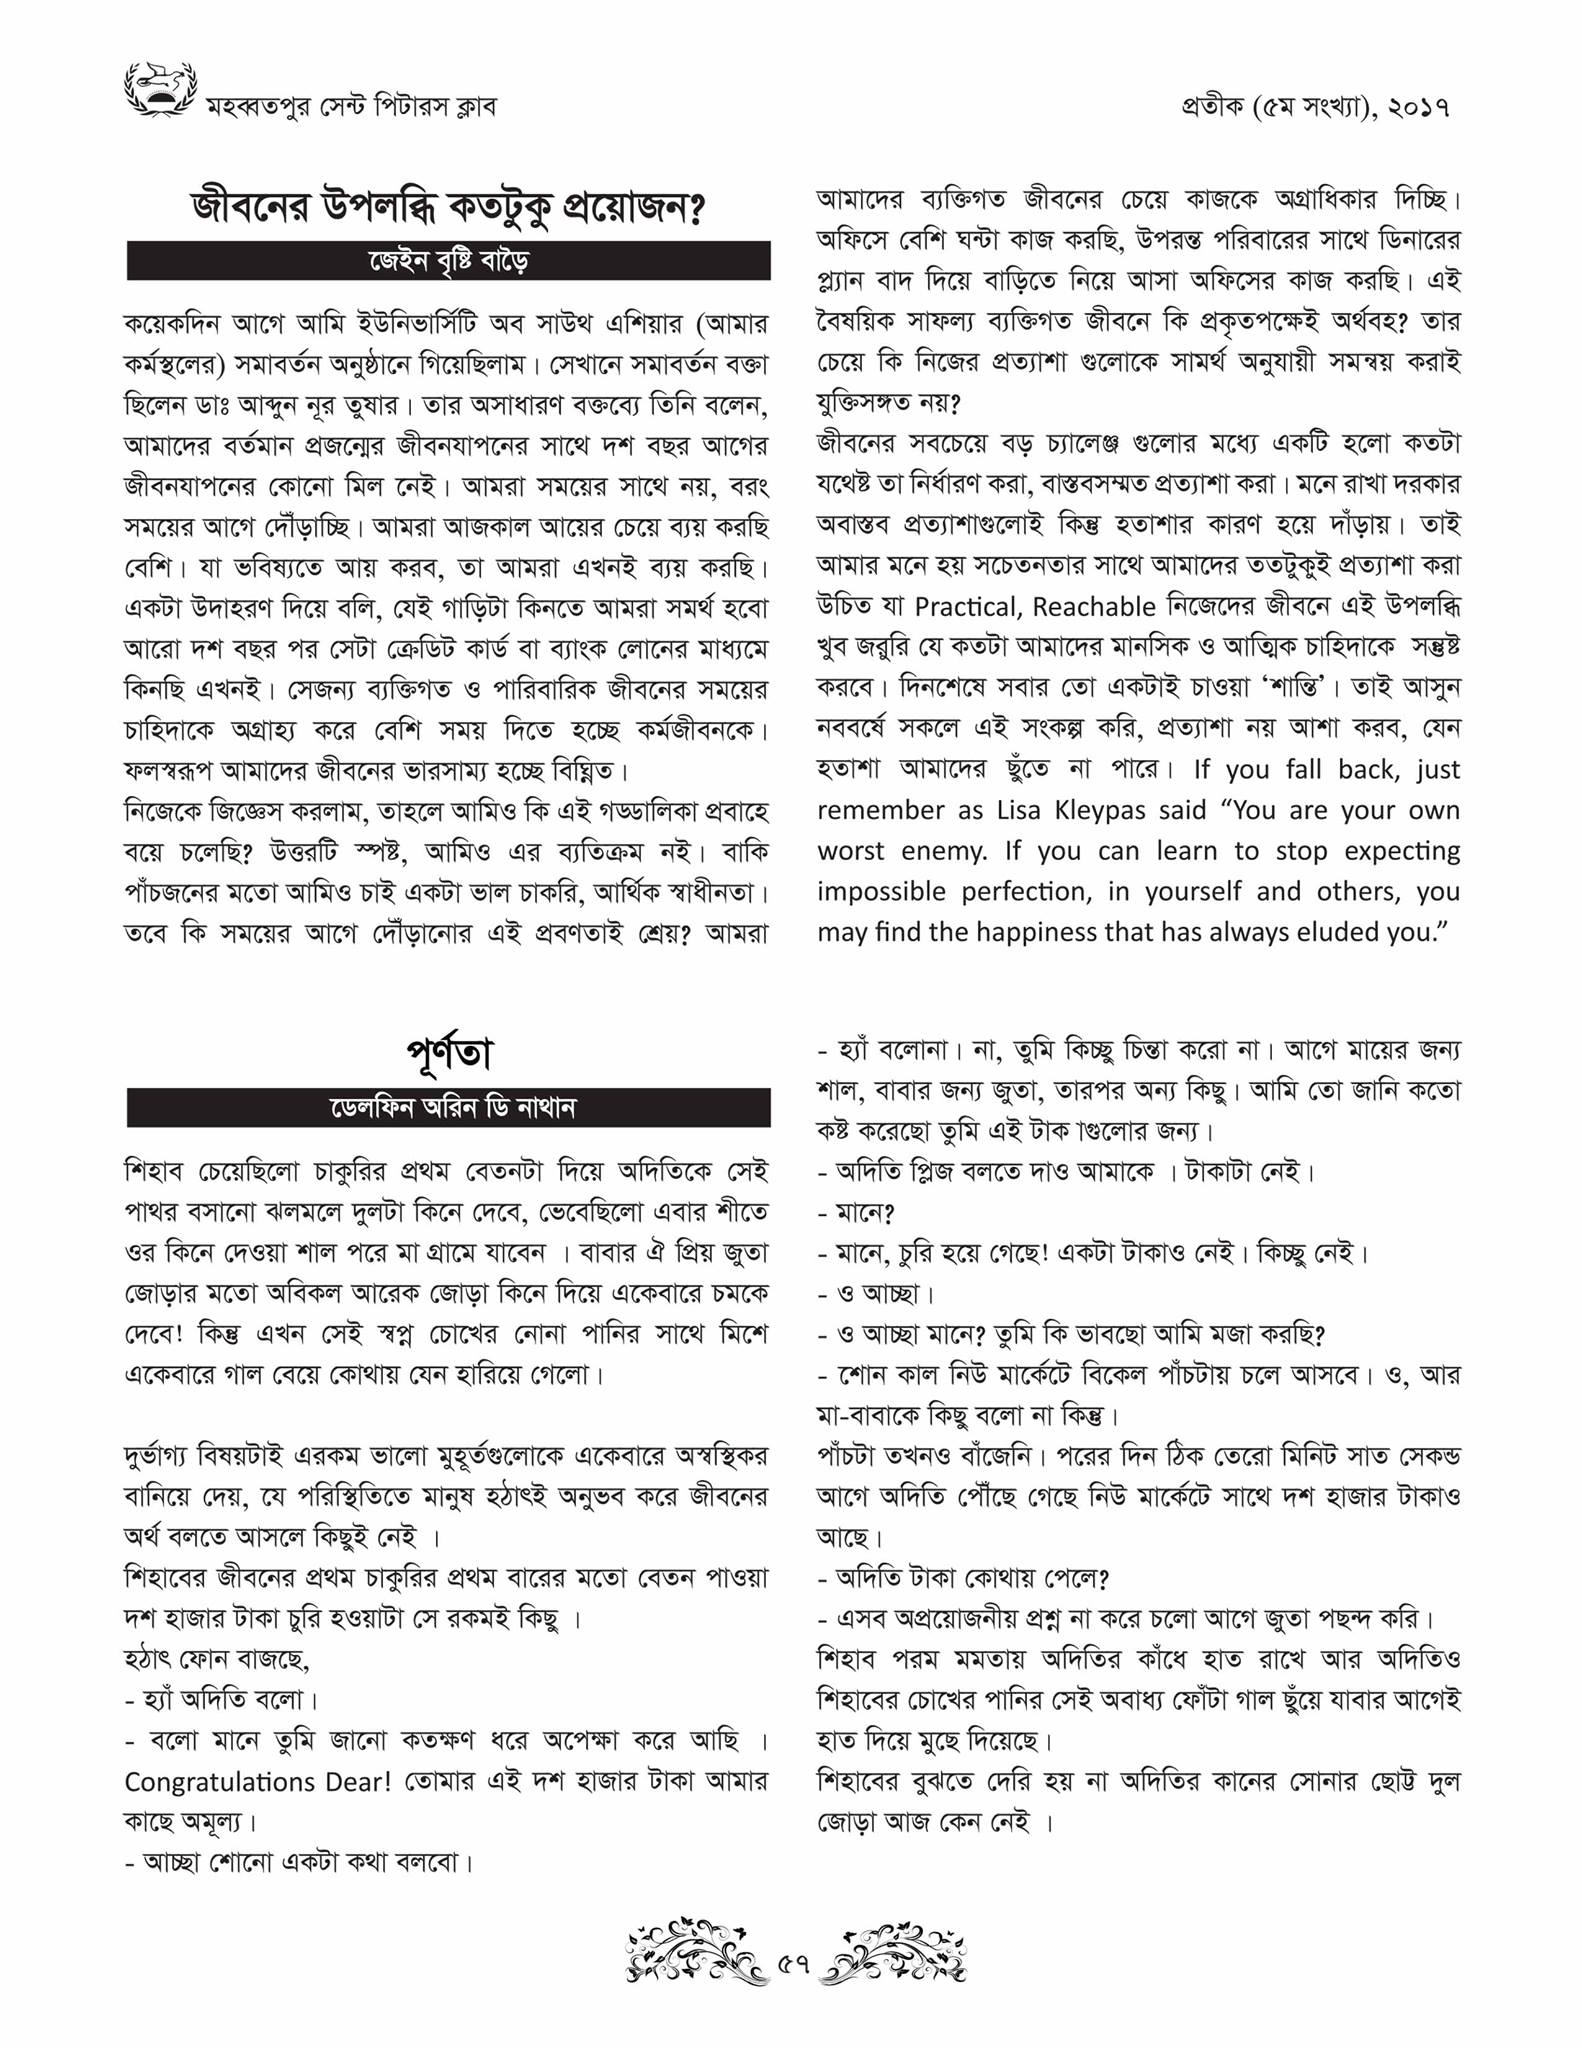 মহব্বতপুর সেন্ট পিটারস ক্লাব
প্রতীক (৫ম সংখ্যা), ২০১৭
জীবনের উপলব্ধি কতটুকু প্রয়োজন?
জেইন বৃষ্টি বাড়ৈ
কয়েকদিন আগে আমি ইউনিভার্সিটি অব সাউথ এশিয়ার (আমার
কর্মস্থলের) সমাবর্তন অনুষ্ঠানে গিয়েছিলাম। সেখানে সমাবর্তন বক্তা
ছিলেন ডাঃ আব্দুন নূর তুষার। তার অসাধারণ বক্তব্যে তিনি বলেন,
আমাদের বর্তমান প্রজন্মের জীবনযাপনের সাথে দশ বছর আগের
জীবনযাপনের কোনো মিল নেই। আমরা সময়ের সাথে নয়, বরং
সময়ের আগে দৌঁড়াচ্ছি। আমরা আজকাল আয়ের চেয়ে ব্যয় করছি
বেশি। যা ভবিষ্যতে আয় করব, তা আমরা এখনই ব্যয় করছি।
একটা উদাহরণ দিয়ে বলি, যেই গাড়িটা কিনতে আমরা সমর্থ হবো
আরো দশ বছর পর সেটা ক্রেডিট কার্ড বা ব্যাংক লোনের মাধ্যমে
কিনছি এখনই। সেজন্য ব্যক্তিগত ও পারিবারিক জীবনের সময়ের
চাহিদাকে অগ্রাহ্য করে বেশি সময় দিতে হচ্ছে কর্মজীবনকে।
ফলস্বরূপ আমাদের জীবনের ভারসাম্য হচ্ছে বিঘ্নিত।
নিজেকে জিজ্ঞেস করলাম, তাহলে আমিও কি এই গড্ডালিকা প্রবাহে
বয়ে চলেছি? উত্তরটি স্পষ্ট, আমিও এর ব্যতিক্রম নই। বাকি
পাঁচজনের মতো আমিও চাই একটা ভাল চাকরি, আর্থিক স্বাধীনতা।
তবে কি সময়ের আগে দৌঁড়ানোর এই প্রবণতাই শ্রেয়? আমরা
আমাদের ব্যক্তিগত জীবনের চেয়ে কাজকে অগ্রাধিকার দিচ্ছি।
অফিসে বেশি ঘন্টা কাজ করছি, উপরন্ত পরিবারের সাথে ডিনারের
প্ল্যান বাদ দিয়ে বাড়িতে নিয়ে আসা অফিসের কাজ করছি। এই
বৈষয়িক সাফল্য ব্যক্তিগত জীবনে কি প্রকৃতপক্ষেই অর্থবহ? তার
চেয়ে কি নিজের প্রত্যাশা গুলোকে সামর্থ অনুযায়ী সমন্বয় করাই
যুক্তিসঙ্গত নয়?
জীবনের সবচেয়ে বড় চ্যালেঞ্জ গুলোর মধ্যে একটি হলো কতটা
যথেষ্ট তা নির্ধারণ করা, বাস্তবসম্মত প্রত্যাশা করা। মনে রাখা দরকার
অবাস্তব প্রত্যাশাগুলোই কিন্তু হতাশার কারণ হয়ে দাঁড়ায়। তাই
আমার মনে হয় সচেতনতার সাথে আমাদের ততটুকুই প্রত্যাশা করা
উচিত যা Practical, Reachable নিজেদের জীবনে এই উপলব্ধি
খুব জরুরি যে কতটা আমাদের মানসিক ও আত্মিক চাহিদাকে সন্তুষ্ট
করবে। দিনশেষে সবার তো একটাই চাওয়া ‘শান্তি’। তাই আসুন
নববর্ষে সকলে এই সংকল্প করি, প্রত্যাশা নয় আশা করব, যেন
হতাশা আমাদের ছুঁতে না পারে। If you fall back, just
remember as Lisa Kleypas said “You are your own
worst enemy. If you can learn to stop expecting
impossible perfection, in yourself and others, you
may find the happiness that has always eluded you.”
পূর্ণতা
ডেলফিন অরিন ডি নাথান
শিহাব চেয়েছিলো চাকুরির প্রথম বেতনটা দিয়ে অদিতিকে সেই
পাথর বসানো ঝলমলে দুলটা কিনে দেবে, ভেবেছিলো এবার শীতে
ওর কিনে দেওয়া শাল পরে মা গ্রামে যাবেন । বাবার ঐ প্রিয় জুতা
জোড়ার মতো অবিকল আরেক জোড়া কিনে দিয়ে একেবারে চমকে
দেবে! কিন্তু এখন সেই স্বপ্ন চোখের নোনা পানির সাথে মিশে
একেবারে গাল বেয়ে কোথায় যেন হারিয়ে গেলো।
দুর্ভাগ্য বিষয়টাই এরকম ভালো মুহূর্তগুলোকে একেবারে অস্বস্থিকর
বানিয়ে দেয়, যে পরিস্থিতিতে মানুষ হঠাৎই অনুভব করে জীবনের
অর্থ বলতে আসলে কিছুই নেই ।
শিহাবের জীবনের প্রথম চাকুরির প্রথম বারের মতো বেতন পাওয়া
দশ হাজার টাকা চুরি হওয়াটা সে রকমই কিছু ।
হঠাৎ ফোন বাজছে,
- হ্যাঁ অদিতি বলো।
- বলো মানে তুমি জানো কতক্ষণ ধরে অপেক্ষা করে আছি ।
Congratulations Dear! তোমার এই দশ হাজার টাকা আমার
কাছে অমূল্য।
- আচ্ছা শোনো একটা কথা বলবো।
- হ্যাঁ বলোনা। না, তুমি কিচ্ছু চিন্তা করো না। আগে মায়ের জন্য
শাল, বাবার জন্য জুতা, তারপর অন্য কিছু। আমি তো জানি কতো
কষ্ট করেছো তুমি এই টাক াগুলোর জন্য।
- অদিতি প্লিজ বলতে দাও আমাকে । টাকাটা নেই।
- মানে?
- মানে, চুরি হয়ে গেছে! একটা টাকাও নেই। কিচ্ছু নেই।
- ও আচ্ছা।
- ও আচ্ছা মানে? তুমি কি ভাবছো আমি মজা করছি?
- শোন কাল নিউ মার্কেটে বিকেল পাঁচটায় চলে আসবে। ও, আর
মা-বাবাকে কিছু বলো না কিন্তু।
পাঁচটা তখনও বাঁজেনি। পরের দিন ঠিক তেরো মিনিট সাত সেকন্ড
আগে অদিতি পৌঁছে গেছে নিউ মার্কেটে সাথে দশ হাজার টাকাও
আছে।
- অদিতি টাকা কোথায় পেলে?
- এসব অপ্রয়োজনীয় প্রশ্ন না করে চলো আগে জুতা পছন্দ করি।
শিহাব পরম মমতায় অদিতির কাঁধে হাত রাখে আর অদিতিও
শিহাবের চোখের পানির সেই অবাধ্য ফোঁটা গাল ছুঁয়ে যাবার আগেই
হাত দিয়ে মুছে দিয়েছে।
শিহাবের বুঝতে দেরি হয় না অদিতির কানের সোনার ছোট্ট দুল
জোড়া আজ কেন নেই ।
৫৭